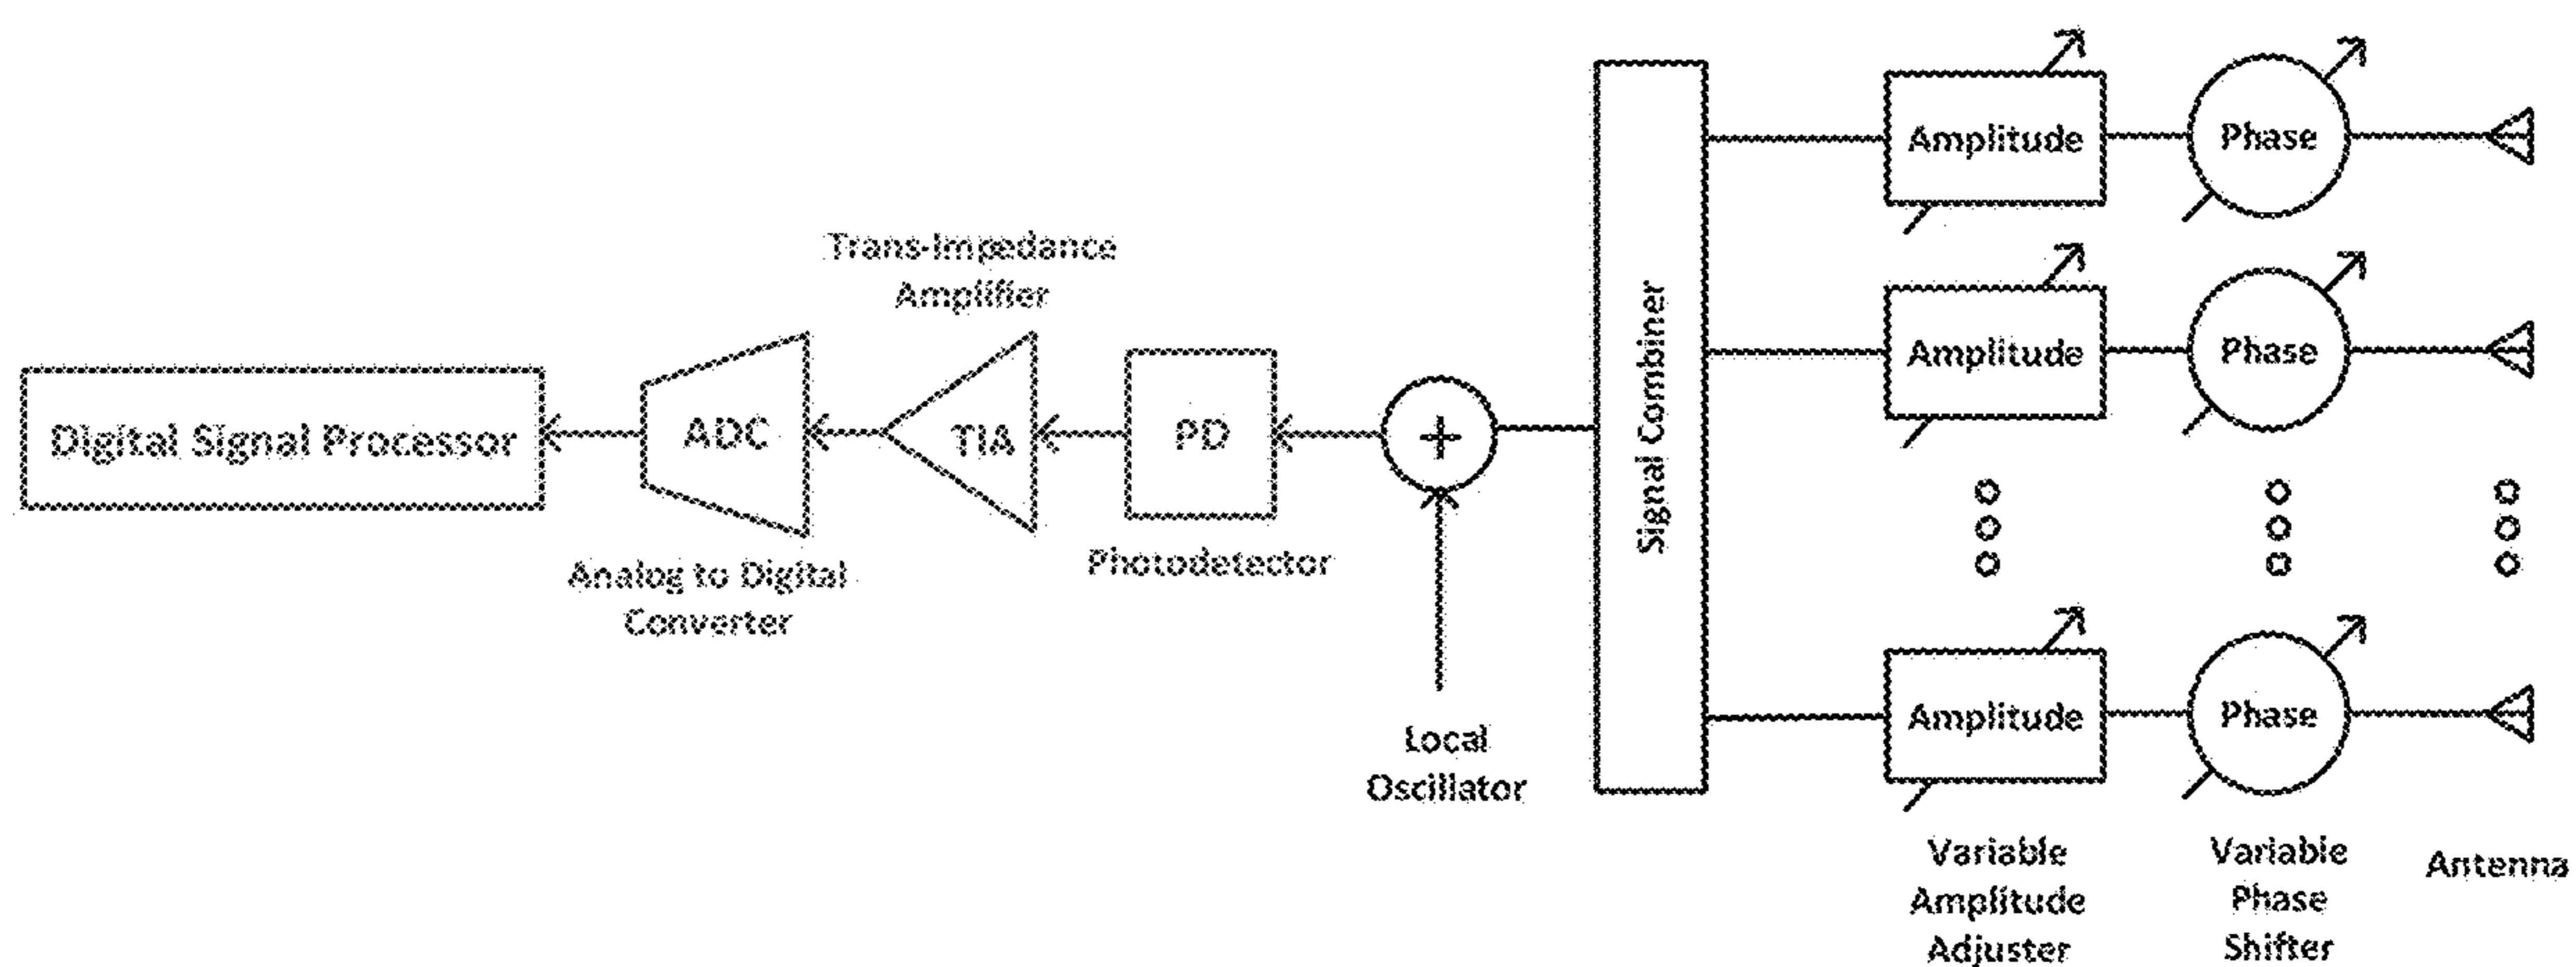 Amplitude
Phase
Trans-Impedance
Amplifier
Amplitude
Phase
Signal Combiner
Digital Signal Processor
ADC
TIA
PD
+
Photodetector
Analog to Digital
Converter
Local
Oscillator
Amplitude
Phase
Variable
Amplitude
Adjuster
Variable
Phase
Shifter
Antenna